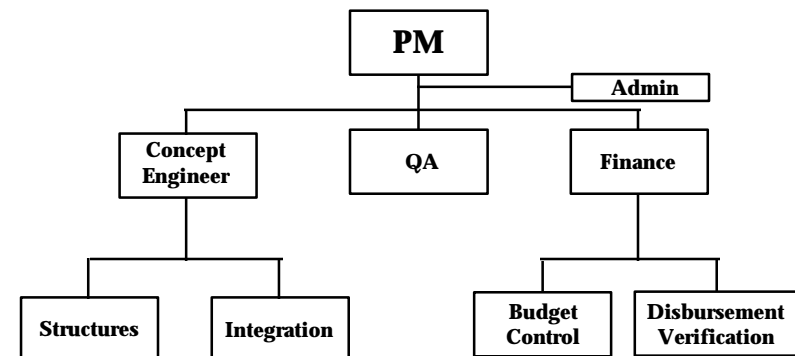 PM
Admin
Concept
Engineer
QA
Finance
Structures
Integration
Budget
Control
Disbursement
Verification